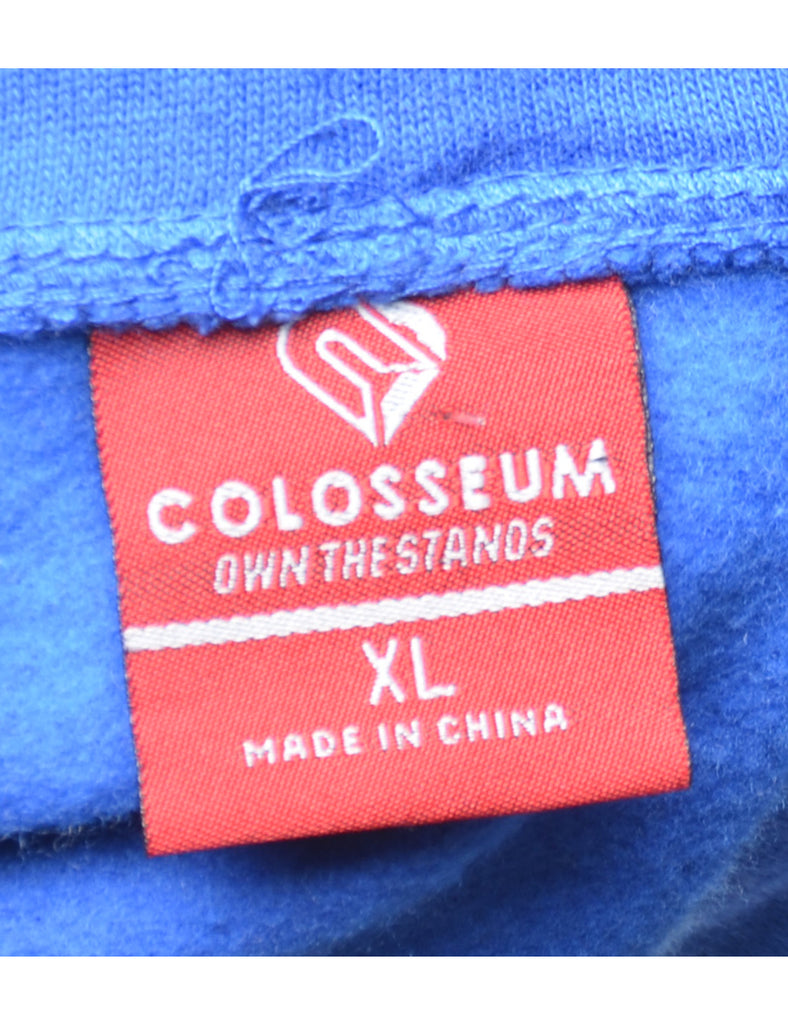 COLOSSEUM
OWN THE STANDS
XL
MADE IN CHINA